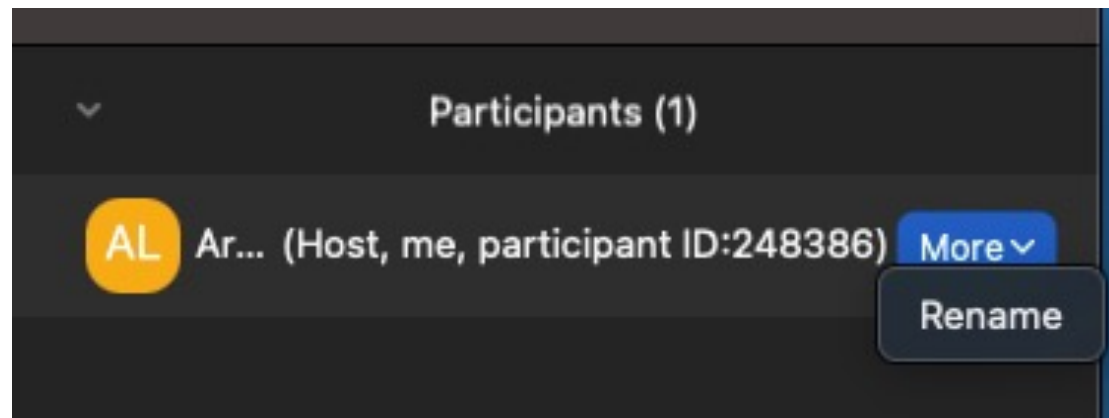 Participants (1)
AL Ar... (Host, me, participant ID:248386) More
Rename